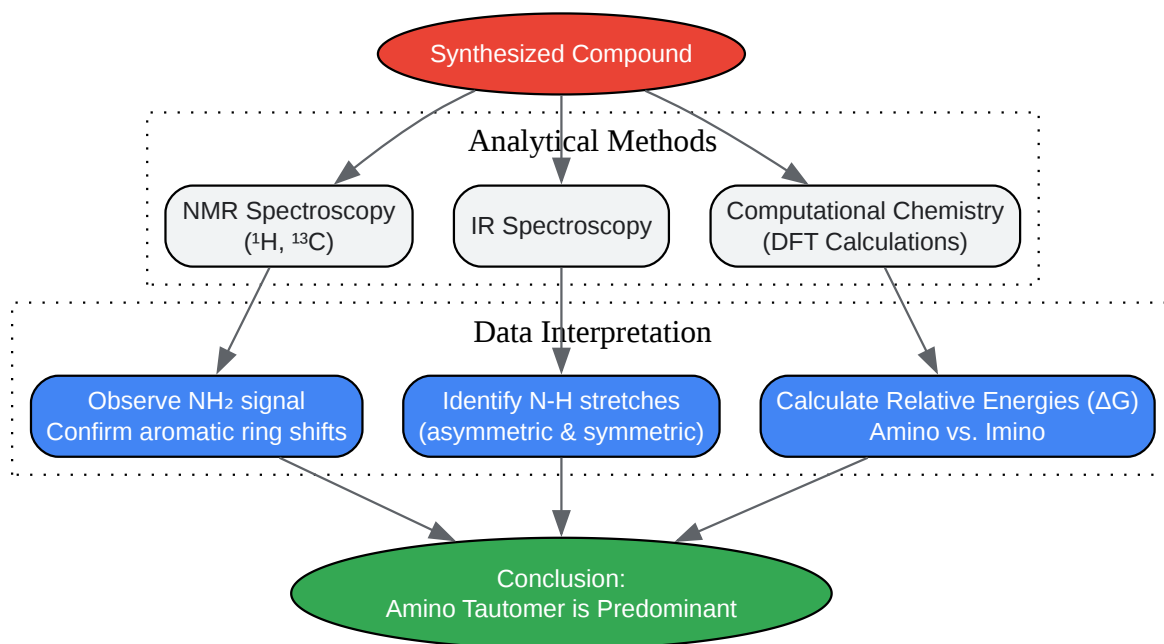 Synthesized Compound
Analytical Methods
NMR Spectroscopy
(¹H, ¹³C)
IR Spectroscopy
Computational Chemistry
(DFT Calculations)
Data Interpretation
Observe NH₂ signal
Confirm aromatic ring shifts
Identify N-H stretches
(asymmetric & symmetric)
Calculate Relative Energies (ΔG)
Amino vs. Imino
Conclusion:
Amino Tautomer is Predominant